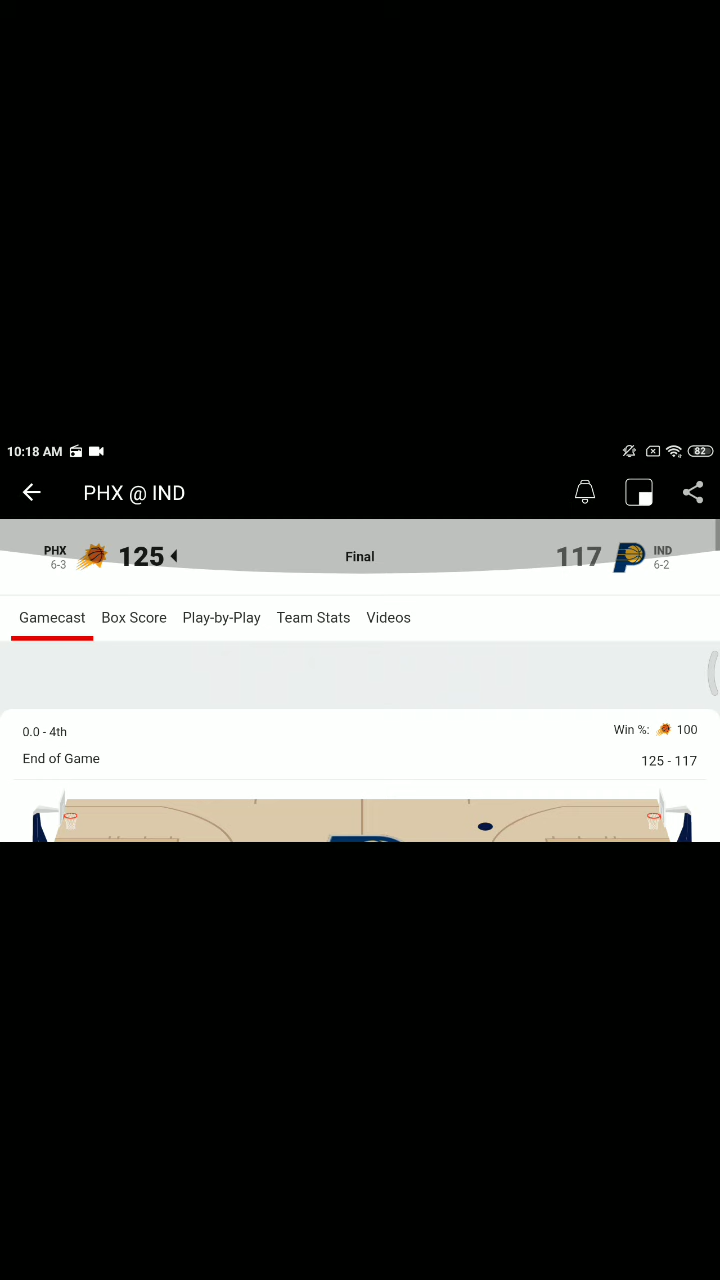 10:18 AM 82
PHX @ IND
PHX 125 Final 117 IND
6-3 6-2
Gamecast Box Score Play-by-Play Team Stats Videos
0.0 - 4th Win %: 100
End of Game 125 - 117